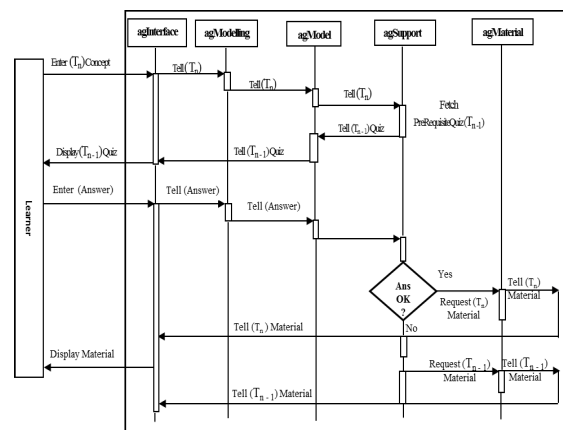 agInterface
agModelling
agModel
agSupport
agMaterial
Enter (Tn) Concept
Tell(Tn)
Tell(Tn)
Tell(Tn)
Fetch
PreRequisiteQuiz(Tn-1)
Tell (Tn-1) Quiz
Tell (Tn-1) Quiz
Display(Tn-1) Quiz
Enter (Answer)
Tell (Answer)
Tell (Answer)
Learner
Ans
OK
?
Yes
Request (Tn)
Material
Tell (Tn)
Material
No
Tell (Tn) Material
Display Material
Request (Tn-1)
Material
Tell (Tn-1)
Material
Tell (Tn-1) Material